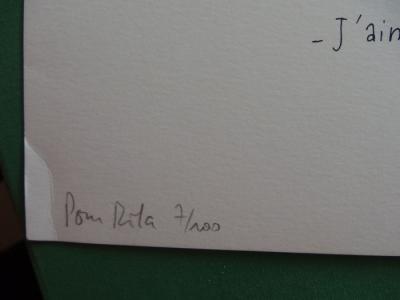 - J'aim
Pour Rita 7/100